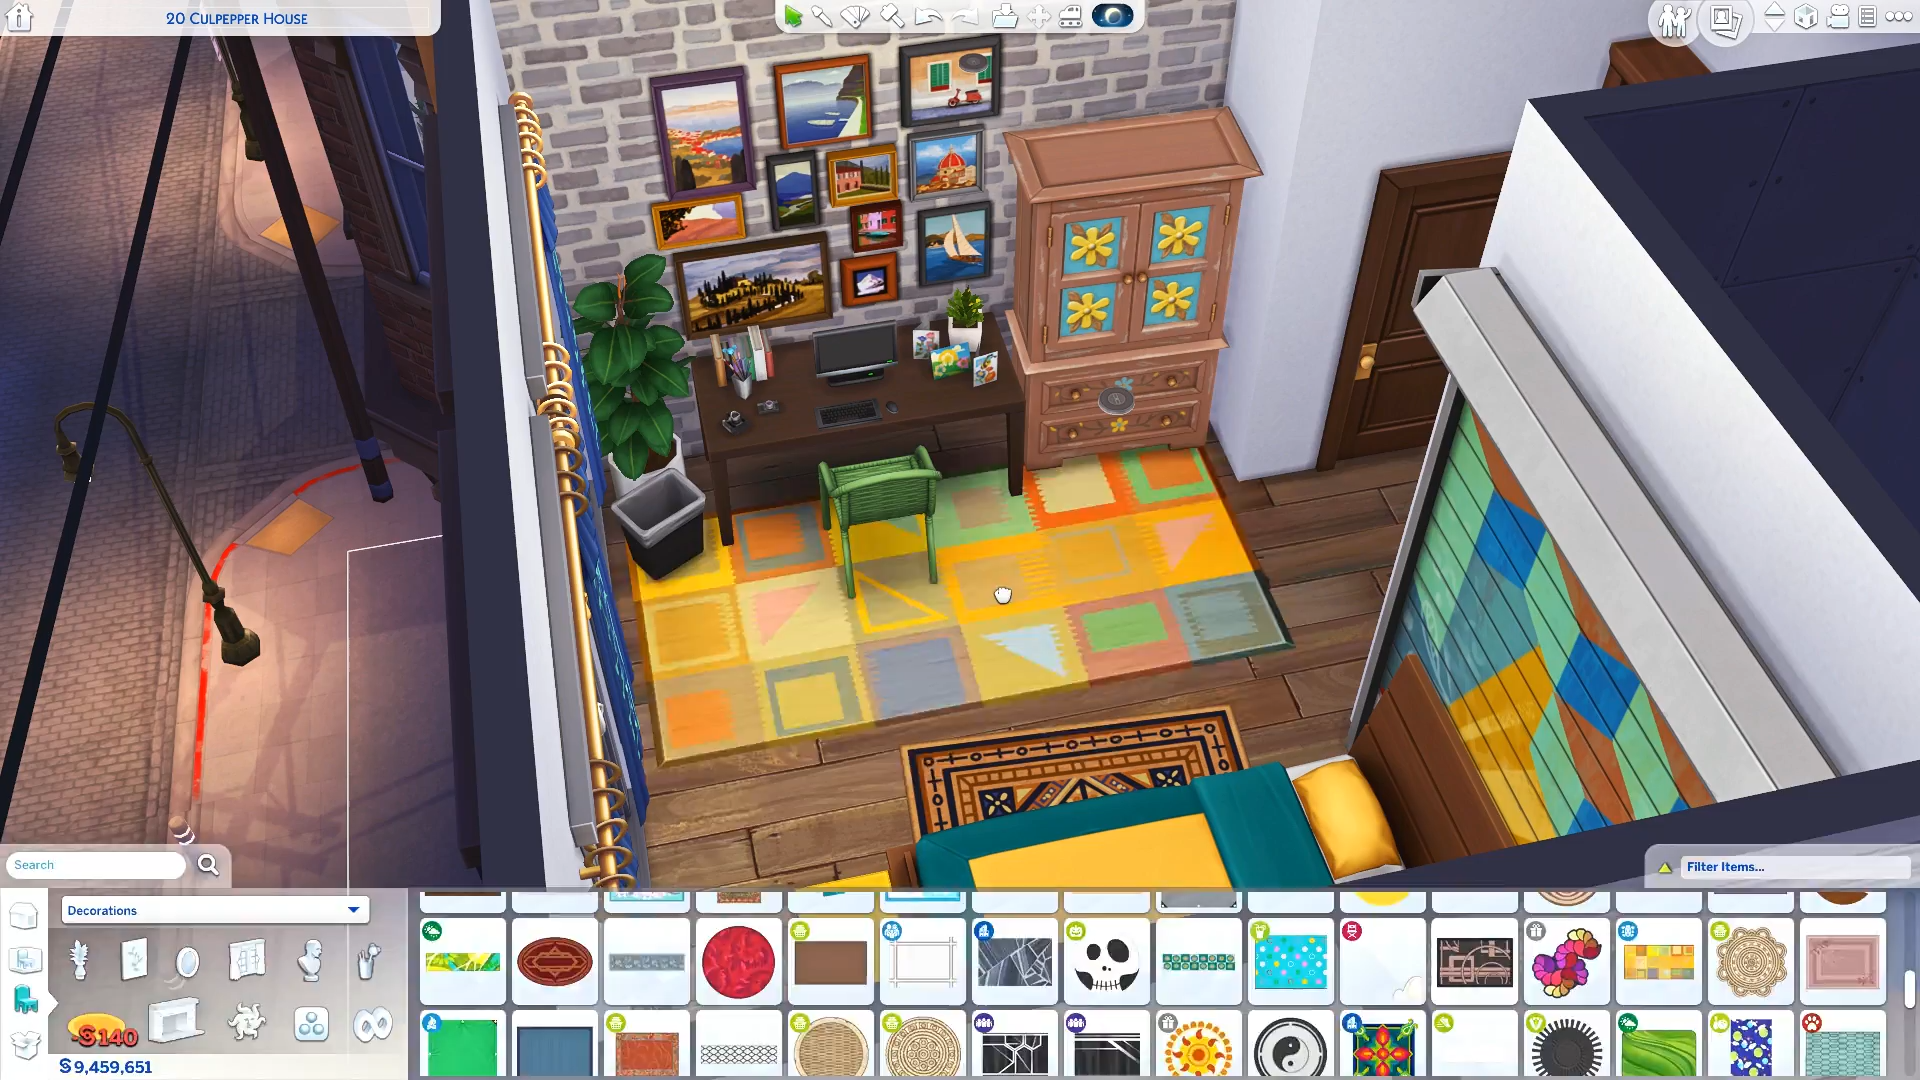 20 Culpepper House
Search
Filter Items...
Decorations
-§140
§9,459,651